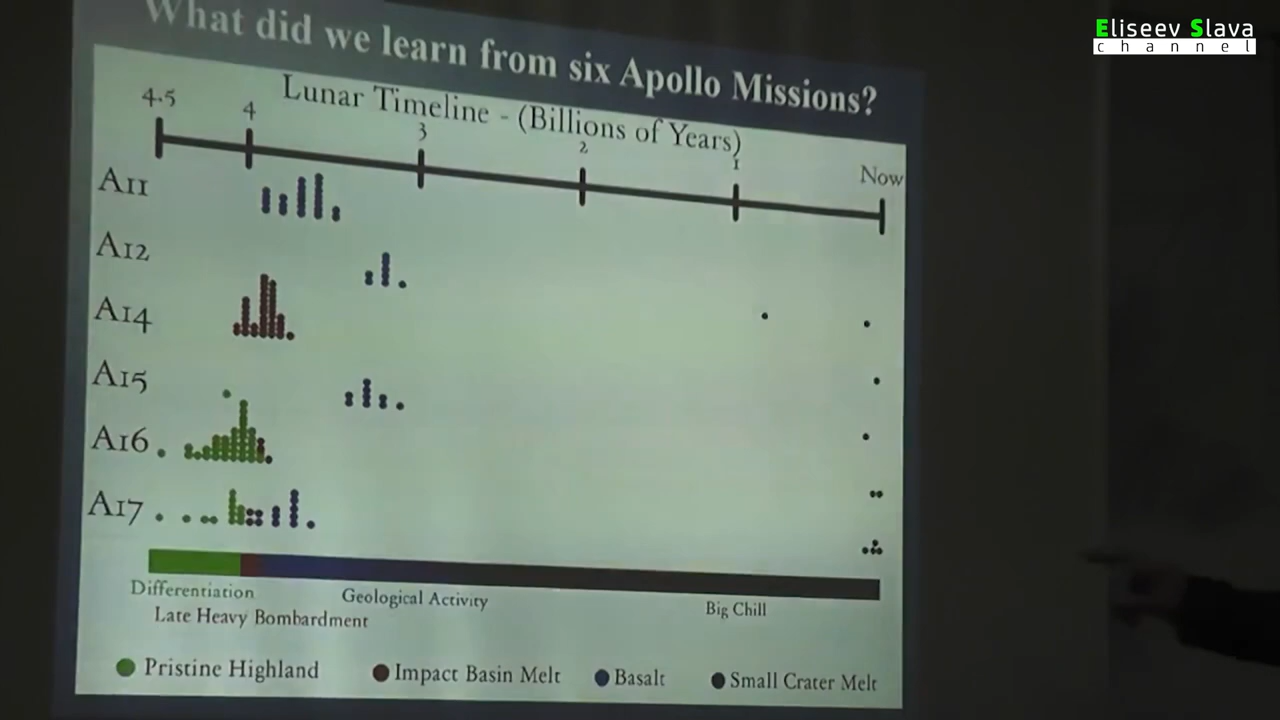 Eliseev Slava
channel
What did we learn from six Apollo Missions?
Lunar Timeline - (Billions of Years)
4.5 4 3 2 1 Now
A11
A12
A14
A15
A16
A17
Differentiation
Late Heavy Bombardment
Geological Activity
Big Chill
Pristine Highland
Impact Basin Melt
Basalt
Small Crater Melt